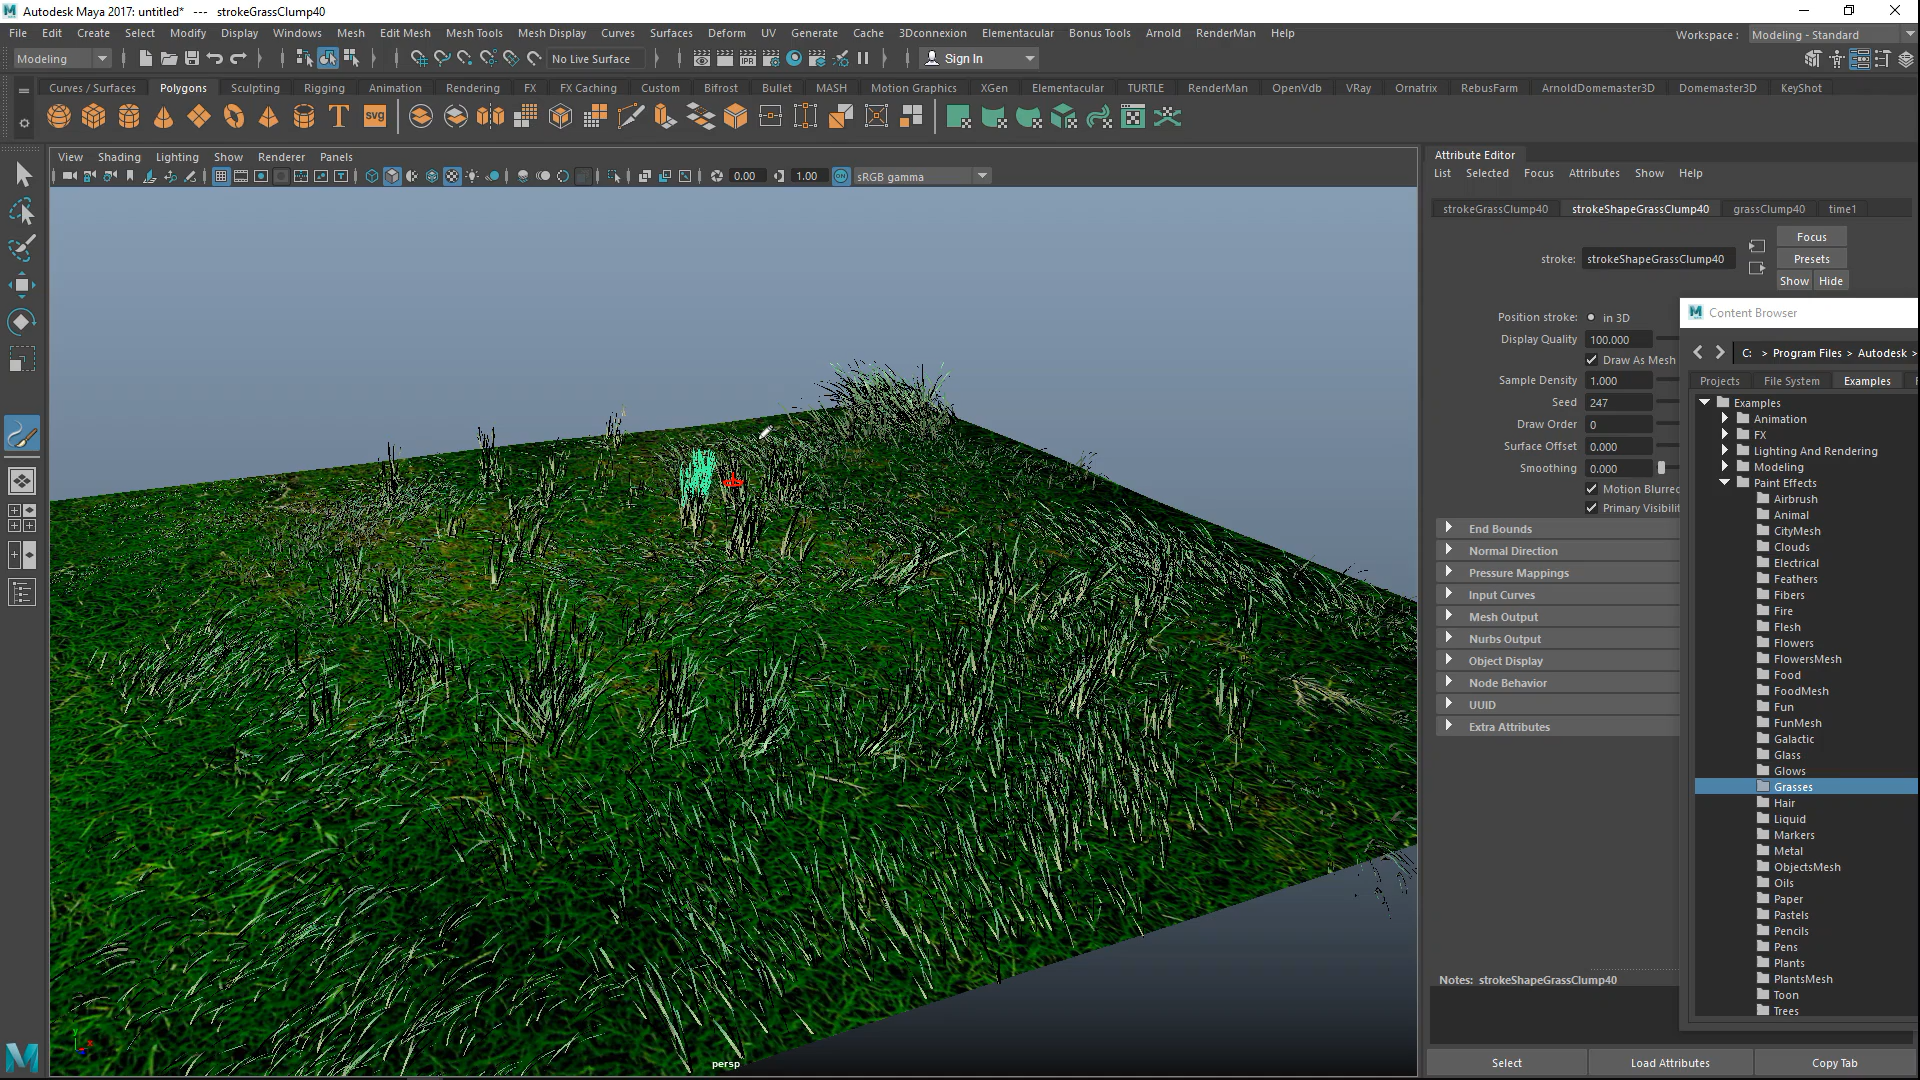 Autodesk Maya 2017: untitled* --- strokeGrassClump40
File Edit Create Select Modify Display Windows Mesh Edit Mesh Mesh Tools Mesh Display Curves Surfaces Deform UV Generate Cache 3Dconnexion Elementacular Bonus Tools Arnold RenderMan Help
Workspace : Modeling - Standard
Modeling No Live Surface Sign In
Curves / Surfaces Polygons Sculpting Rigging Animation Rendering FX FX Caching Custom Bifrost Bullet MASH Motion Graphics XGen Elementacular TURTLE RenderMan OpenVdb VRay Ornatrix RebusFarm ArnoldDomemaster3D Domemaster3D KeyShot
T svg
IPR
View Shading Lighting Show Renderer Panels
0.00 1.00 ON sRGB gamma
persp
Attribute Editor
List Selected Focus Attributes Show Help
strokeGrassClump40 strokeShapeGrassClump40 grassClump40 time1
Focus
stroke: strokeShapeGrassClump40 Presets
Show Hide
Position stroke: in 3D
Display Quality 100.000
Draw As Mesh
Sample Density 1.000
Seed 247
Draw Order 0
Surface Offset 0.000
Smoothing 0.000
Motion Blurred
Primary Visibilit
End Bounds
Normal Direction
Pressure Mappings
Input Curves
Mesh Output
Nurbs Output
Object Display
Node Behavior
UUID
Extra Attributes
Notes: strokeShapeGrassClump40
Select Load Attributes Copy Tab
Content Browser
C: > Program Files > Autodesk >
Projects File System Examples
Examples
Animation
FX
Lighting And Rendering
Modeling
Paint Effects
Airbrush
Animal
CityMesh
Clouds
Electrical
Feathers
Fibers
Fire
Flesh
Flowers
FlowersMesh
Food
FoodMesh
Fun
FunMesh
Galactic
Glass
Glows
Grasses
Hair
Liquid
Markers
Metal
ObjectsMesh
Oils
Paper
Pastels
Pencils
Pens
Plants
PlantsMesh
Toon
Trees